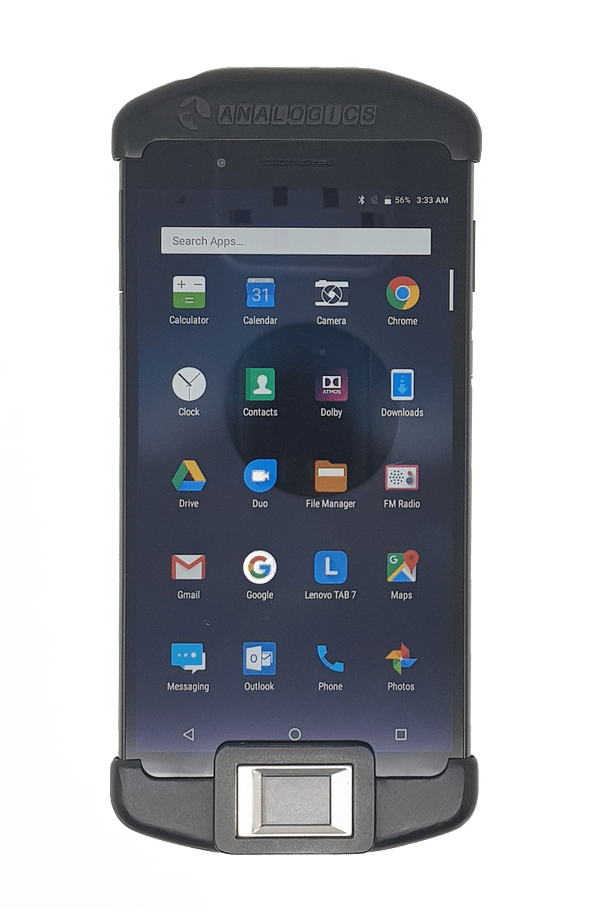 ANALOGICS
56% 3:33 AM
Search Apps...
31
Calculator Calendar Camera Chrome
DOLBY
ATMOS
Clock Contacts Dolby Downloads
Drive Duo File Manager FM Radio
G
L
G
Gmail Google Lenovo TAB 7 Maps
O
Messaging Outlook Phone Photos